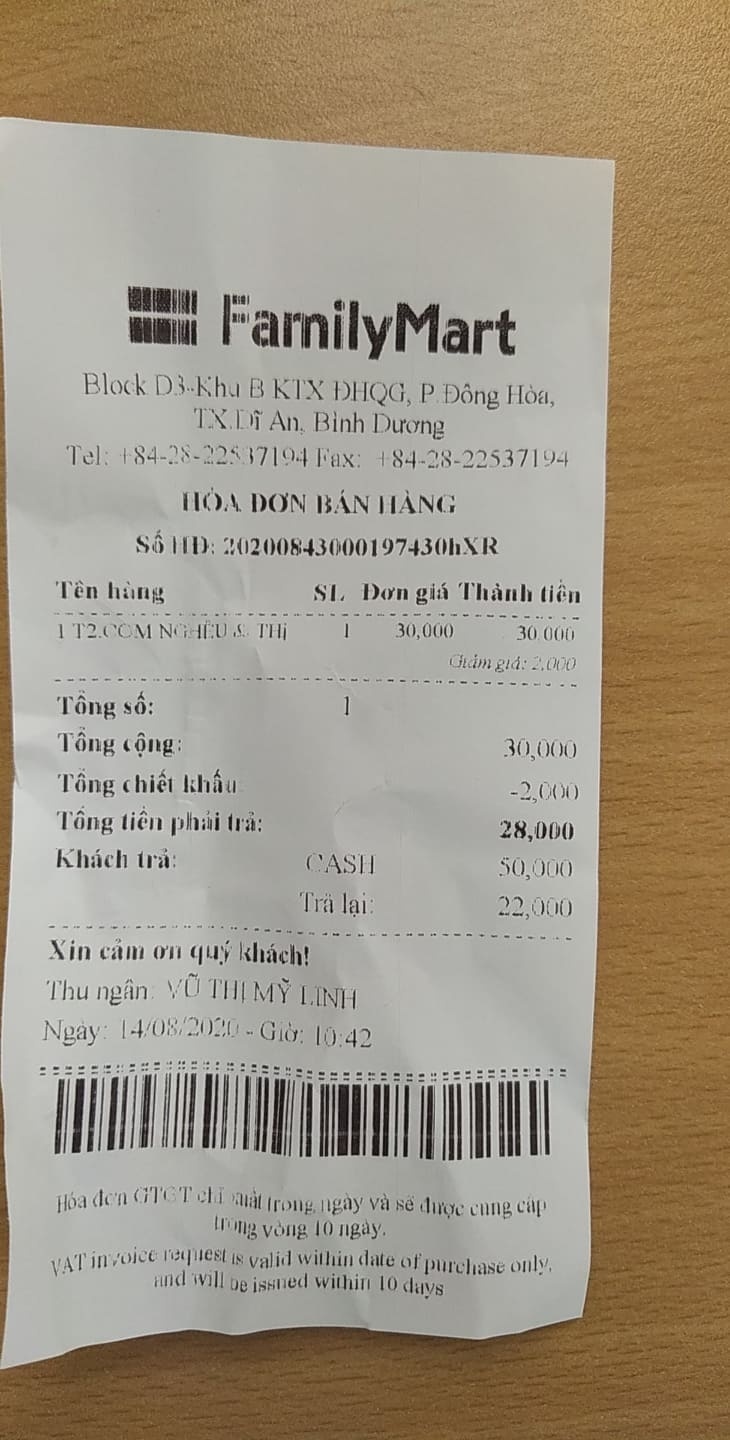 FamilyMart
Block D3-Khu B KTX ĐHQG, P.Đông Hòa,
TX.Dĩ An, Bình Dương
Tel: +84-28-22537194 Fax: +84-28-22537194
HÓA ĐƠN BÁN HÀNG
Số HĐ: 20200843000197430hXR
Tên hàng SL Đơn giá Thành tiền
1 T2.COM NGHÊU & THị 1 30,000 30.000
Giảm giá: 2,000
Tổng số: 1
Tổng cộng: 30,000
Tổng chiết khấu -2,000
Tổng tiền phải trả: 28,000
Khách trả: CASH 50,000
Trả lại: 22,000
Xin cảm ơn quý khách!
Thu ngân: VŨ THỊ MỸ LINH
Ngày: 14/08/2020 - Giờ: 10:42
Hóa đơn GTGT chỉ xuất trong ngày và sẽ được cung cấp
trong vòng 10 ngày.
VAT invoice request is valid within date of purchase only,
and will be issued within 10 days